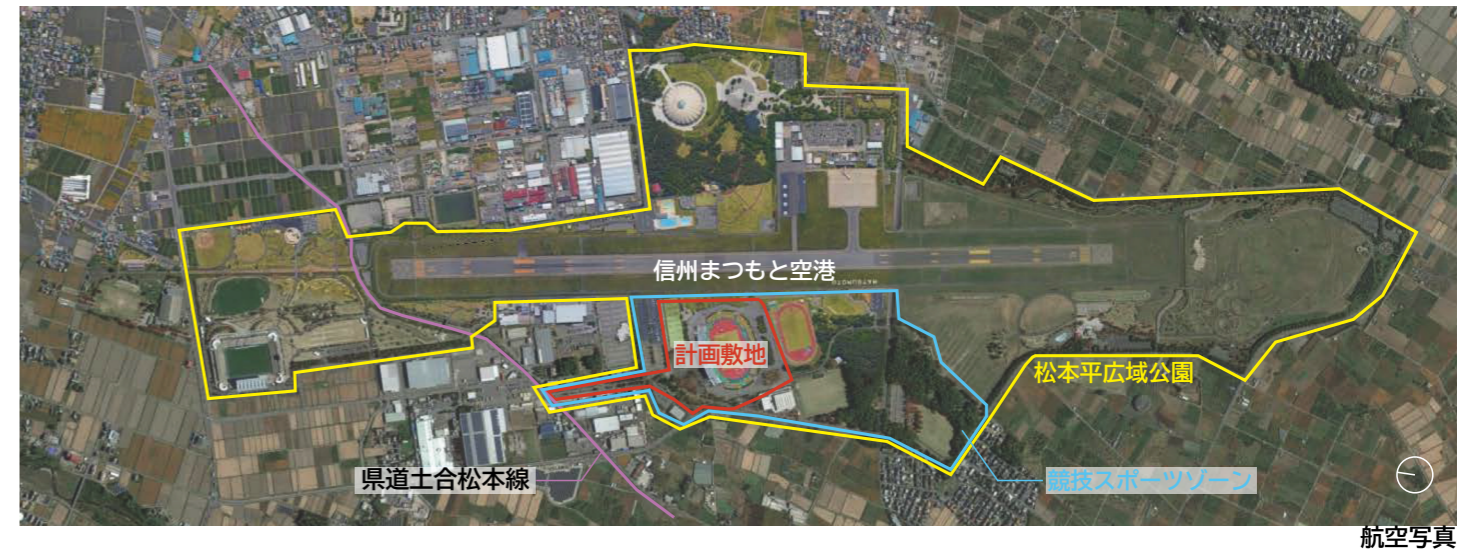 信州まつもと空港
MATSUMOTO
計画敷地
松本平広域公園
県道土合松本線
競技スポーツゾーン
航空写真